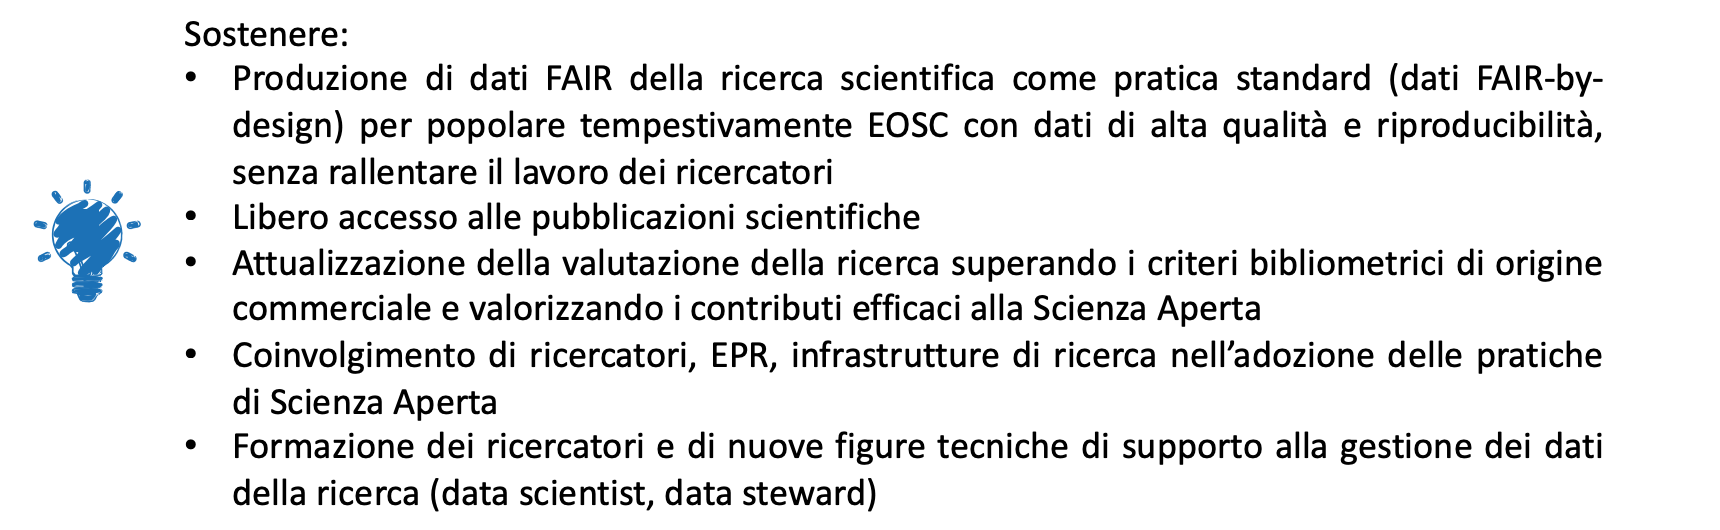 Sostenere:
• Produzione di dati FAIR della ricerca scientifica come pratica standard (dati FAIR-by-
design) per popolare tempestivamente EOSC con dati di alta qualità e riproducibilità,
senza rallentare il lavoro dei ricercatori
• Libero accesso alle pubblicazioni scientifiche
• Attualizzazione della valutazione della ricerca superando i criteri bibliometrici di origine
commerciale e valorizzando i contributi efficaci alla Scienza Aperta
• Coinvolgimento di ricercatori, EPR, infrastrutture di ricerca nell’adozione delle pratiche
di Scienza Aperta
• Formazione dei ricercatori e di nuove figure tecniche di supporto alla gestione dei dati
della ricerca (data scientist, data steward)